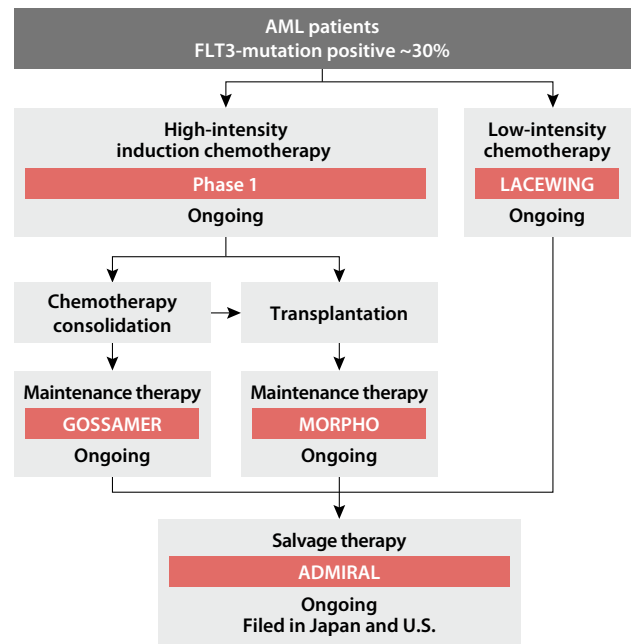 AML patients
FLT3-mutation positive ~30%
High-intensity
induction chemotherapy
Phase 1
Ongoing
Low-intensity
chemotherapy
LACEWING
Ongoing
Chemotherapy
consolidation
Transplantation
Maintenance therapy
GOSSAMER
Ongoing
Maintenance therapy
MORPHO
Ongoing
Salvage therapy
ADMIRAL
Ongoing
Filed in Japan and U.S.